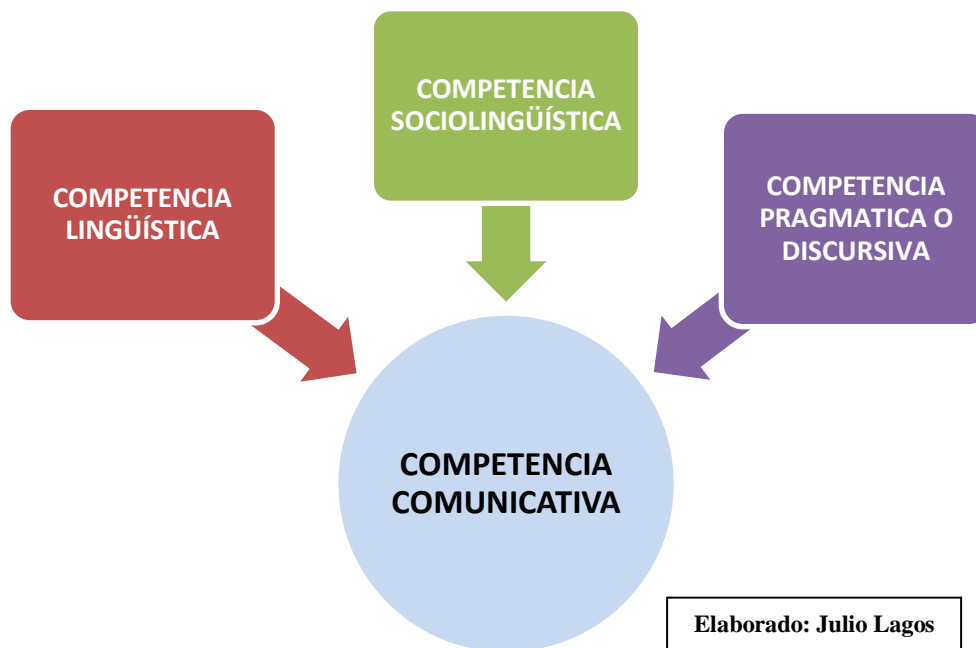 COMPETENCIA
LINGÜÍSTICA
COMPETENCIA
SOCIOLINGÜÍSTICA
COMPETENCIA
PRAGMATICA O
DISCURSIVA
COMPETENCIA
COMUNICATIVA
Elaborado: Julio Lagos